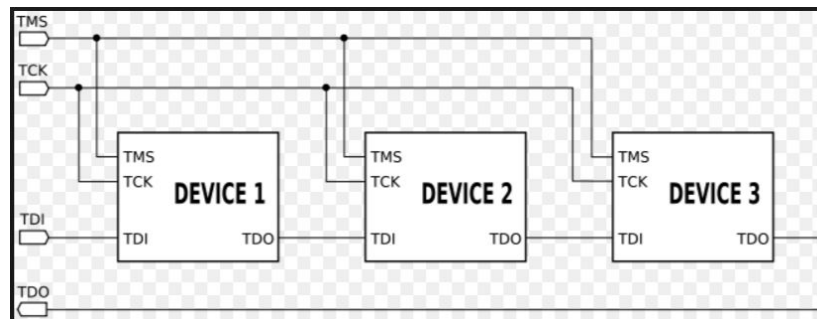 TMS
TCK
TMS
TCK
DEVICE 1
TMS
TCK
DEVICE 2
TMS
TCK
DEVICE 3
TDI
TDI
TDO
TDI
TDO
TDI
TDO
TDO